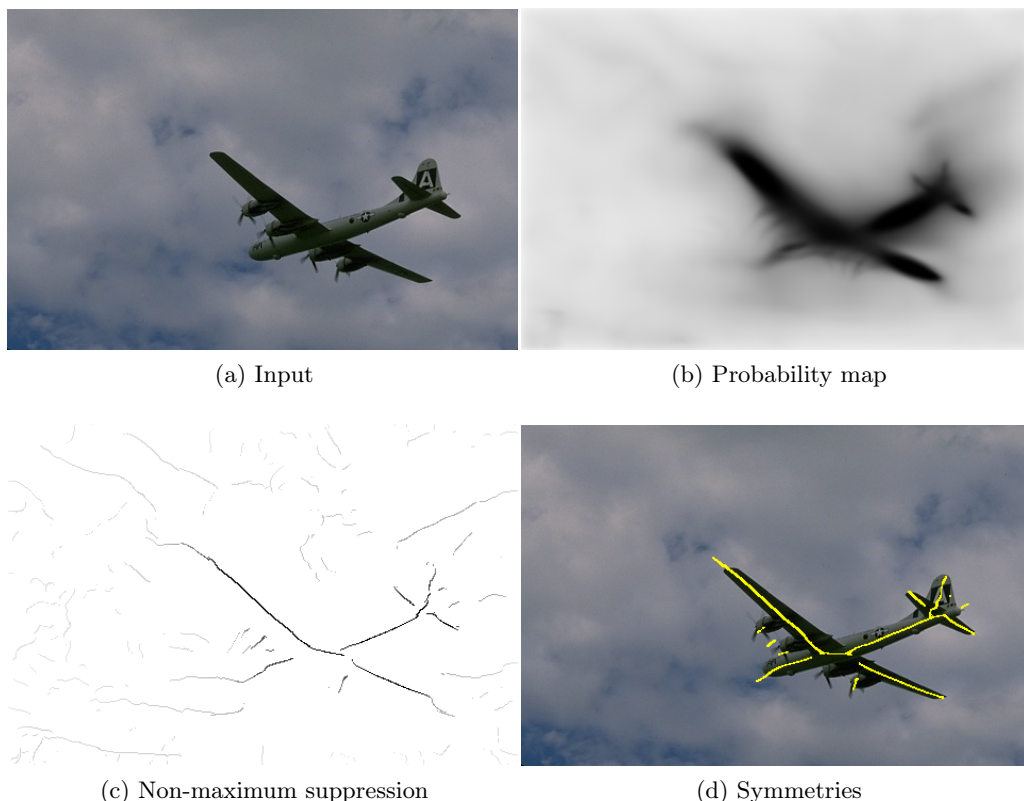 A
(a) Input
(b) Probability map
(c) Non-maximum suppression
(d) Symmetries